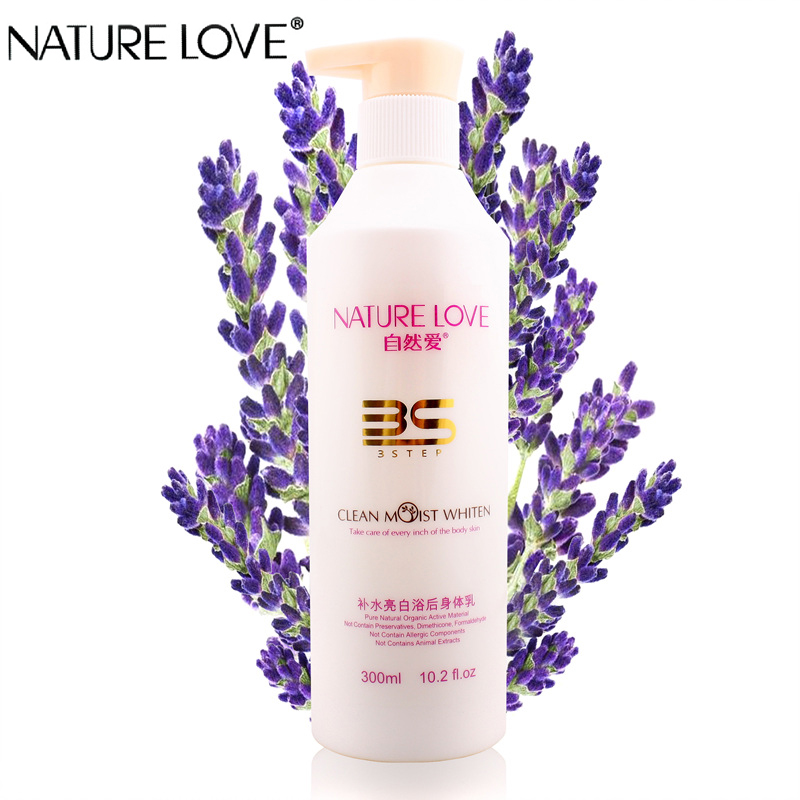 NATURE LOVE®
NATURE LOVE
自然爱®
3S
3STEP
CLEAN MOIST WHITEN
Take care of every inch of the body skin
补水亮白浴后身体乳
Pure Natural Organic Active Material
Not Contain Preservatives, Dimethicone, Formaldehyde
Not Contain Allergic Components
Not Contains Animal Extracts
300ml 10.2 fl.oz